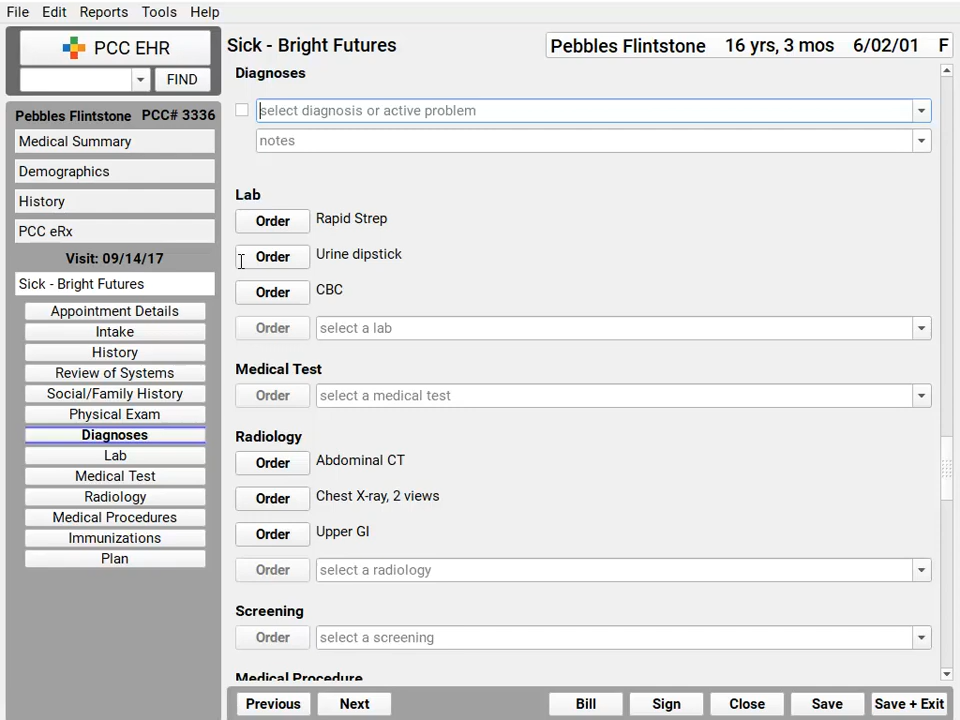 File Edit Reports Tools Help
PCC EHR
FIND
Sick - Bright Futures
Pebbles Flintstone 16 yrs, 3 mos 6/02/01 F
Pebbles Flintstone PCC# 3336
Medical Summary
Demographics
History
PCC eRx
Visit: 09/14/17
Sick - Bright Futures
Appointment Details
Intake
History
Review of Systems
Social/Family History
Physical Exam
Diagnoses
Lab
Medical Test
Radiology
Medical Procedures
Immunizations
Plan
Diagnoses
select diagnosis or active problem
notes
Lab
Order Rapid Strep
Order Urine dipstick
Order CBC
Order select a lab
Medical Test
Order select a medical test
Radiology
Order Abdominal CT
Order Chest X-ray, 2 views
Order Upper GI
Order select a radiology
Screening
Order select a screening
Medical Procedure
Previous Next Bill Sign Close Save Save + Exit